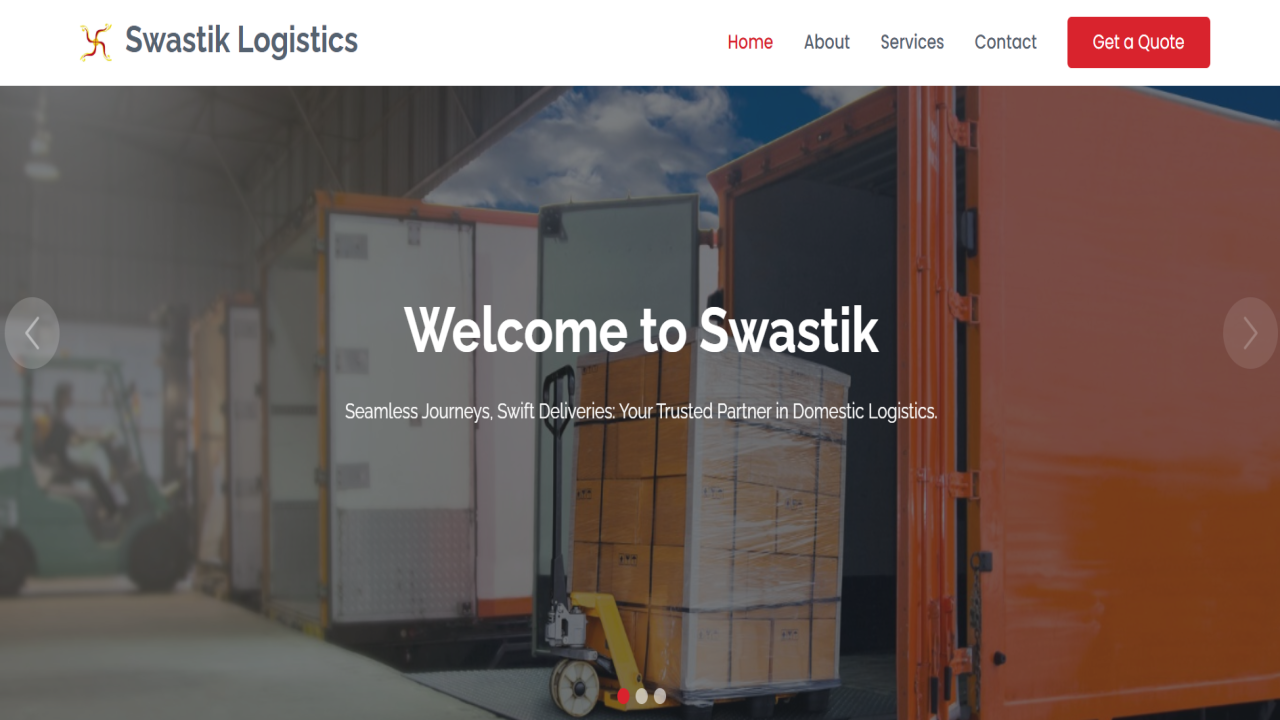 Swastik Logistics
Home About Services Contact Get a Quote
Welcome to Swastik
Seamless Journeys, Swift Deliveries: Your Trusted Partner in Domestic Logistics.